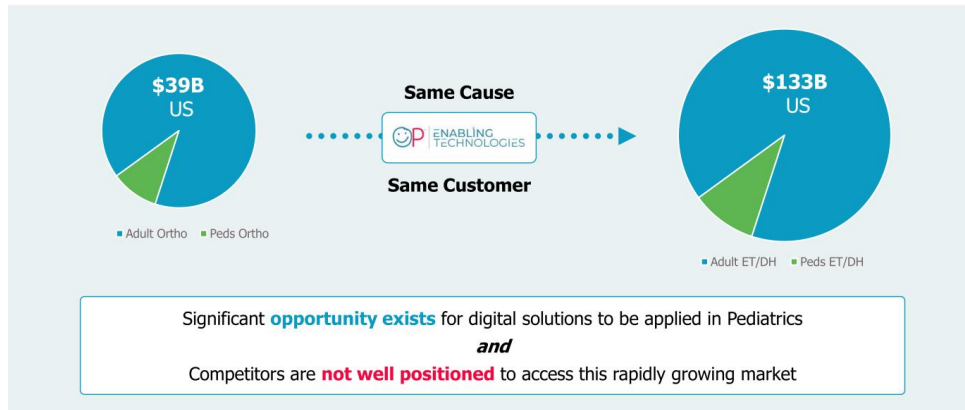 $39B
US
Adult Ortho
Peds Ortho
Same Cause
OP
ENABLING
TECHNOLOGIES
Same Customer
$133B
US
Adult ET/DH
Peds ET/DH
Significant opportunity exists for digital solutions to be applied in Pediatrics
and
Competitors are not well positioned to access this rapidly growing market